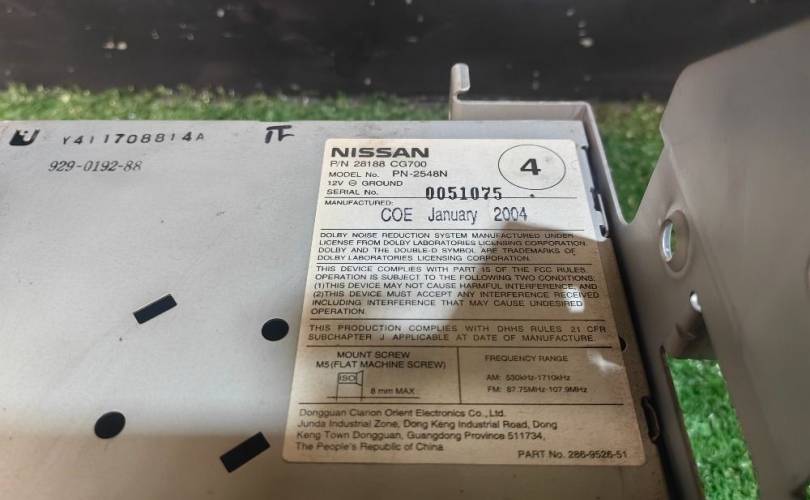 Y411708814A
TF
929-0192-88
NISSAN
P/N 28188 CG700
MODEL No. PN-2548N
12V ⊖ GROUND
SERIAL No. 0051075
4
MANUFACTURED:
COE January 2004
DOLBY NOISE REDUCTION SYSTEM MANUFACTURED UNDER
LICENSE FROM DOLBY LABORATORIES LICENSING CORPORATION.
DOLBY AND THE DOUBLE-D SYMBOL ARE TRADEMARKS OF
DOLBY LABORATORIES LICENSING CORPORATION.
THIS DEVICE COMPLIES WITH PART 15 OF THE FCC RULES.
OPERATION IS SUBJECT TO THE FOLLOWING TWO CONDITIONS:
(1)THIS DEVICE MAY NOT CAUSE HARMFUL INTERFERENCE, AND
(2)THIS DEVICE MUST ACCEPT ANY INTERFERENCE RECEIVED
INCLUDING INTERFERENCE THAT MAY CAUSE UNDESIRED
OPERATION.
THIS PRODUCTION COMPLIES WITH DHHS RULES 21 CFR
SUBCHAPTER J APPLICABLE AT DATE OF MANUFACTURE.
MOUNT SCREW
M5(FLAT MACHINE SCREW)
ISO
8 mm MAX
FREQUENCY RANGE
AM: 530kHz-1710kHz
FM: 87.75MHz-107.9MHz
Dongguan Clarion Orient Electronics Co.,Ltd.
Junda Industrial Zone, Dong Keng Industrial Road, Dong
Keng Town Dongguan, Guangdong Province 511734,
The People's Republic of China
PART No. 286-9526-51